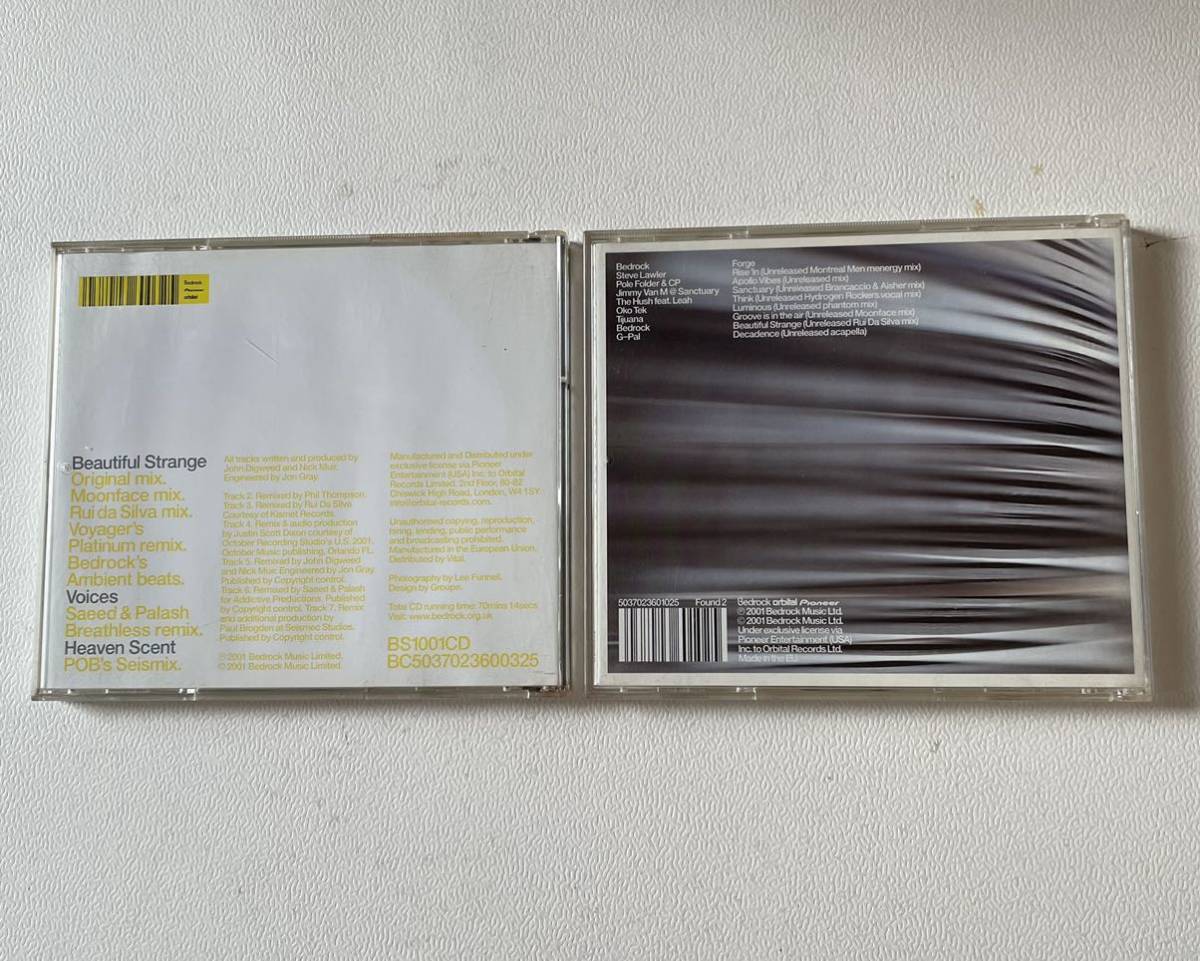 Bedrock
Pioneer
orbital
Beautiful Strange
Original mix.
Moonface mix.
Rui da Silva mix.
Voyager's
Platinum remix.
Bedrock's
Ambient beats.
Voices
Saeed & Palash
Breathless remix.
Heaven Scent
POB's Seismix.
All tracks written and produced by
John Digweed and Nick Muir.
Engineered by Jon Gray.
Track 2. Remixed by Phil Thompson.
Track 3. Remixed by Rui Da Silva
Courtesy of Kismet Records.
Track 4. Remix & audio production
by Justin Scott Dixon courtesy of
October Recording Studio's U.S. 2001.
October Music publishing, Orlando FL.
Track 5. Remixed by John Digweed
and Nick Muir. Engineered by Jon Gray.
Published by Copyright control.
Track 6. Remixed by Saeed & Palash
for Addictive Productions. Published
by Copyright control. Track 7. Remix
and additional production by
Paul Brogden at Seismic Studios.
Published by Copyright control.
℗ 2001 Bedrock Music Limited.
© 2001 Bedrock Music Limited.
Manufactured and Distributed under
exclusive license via Pioneer
Entertainment (USA) Inc. to Orbital
Records Limited. 2nd Floor, 80-82
Chiswick High Road, London, W4 1SY.
info@orbital-records.com.
Unauthorised copying, reproduction,
hiring, lending, public performance
and broadcasting prohibited.
Manufactured in the European Union.
Distributed by Vital.
Photography by Lee Funnell.
Design by Groupe.
Total CD running time: 70mins 14secs
Visit: www.bedrock.org.uk
BS1001CD
BC5037023600325
Bedrock Forge
Steve Lawler Rise 'In (Unreleased Montreal Men menergy mix)
Pole Folder & CP Apollo Vibes (Unreleased mix)
Jimmy Van M @ Sanctuary Sanctuary (Unreleased Brancaccio & Aisher mix)
The Hush feat. Leah Think (Unreleased Hydrogen Rockers vocal mix)
Oko Tek Luminous (Unreleased phantom mix)
Tijuana Groove is in the air (Unreleased Moonface mix)
Bedrock Beautiful Strange (Unreleased Rui Da Silva mix)
G–Pal Decadence (Unreleased acapella)
5037023601025 Found 2
Bedrock orbital Pioneer
℗ 2001 Bedrock Music Ltd.
© 2001 Bedrock Music Ltd.
Under exclusive license via
Pioneer Entertainment (USA)
Inc. to Orbital Records Ltd.
Made in the EU.